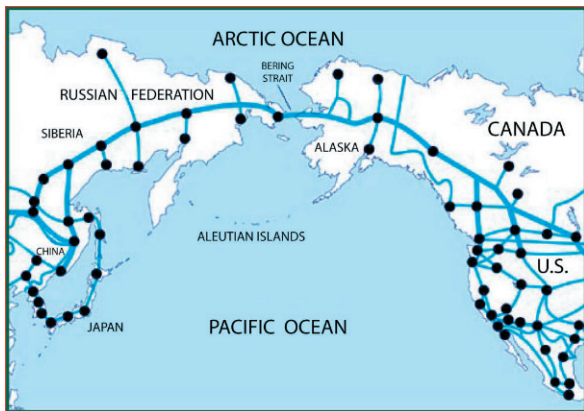 ARCTIC OCEAN
BERING
STRAIT
RUSSIAN FEDERATION
SIBERIA
CANADA
ALASKA
ALEUTIAN ISLANDS
CHINA
U.S.
JAPAN
PACIFIC OCEAN